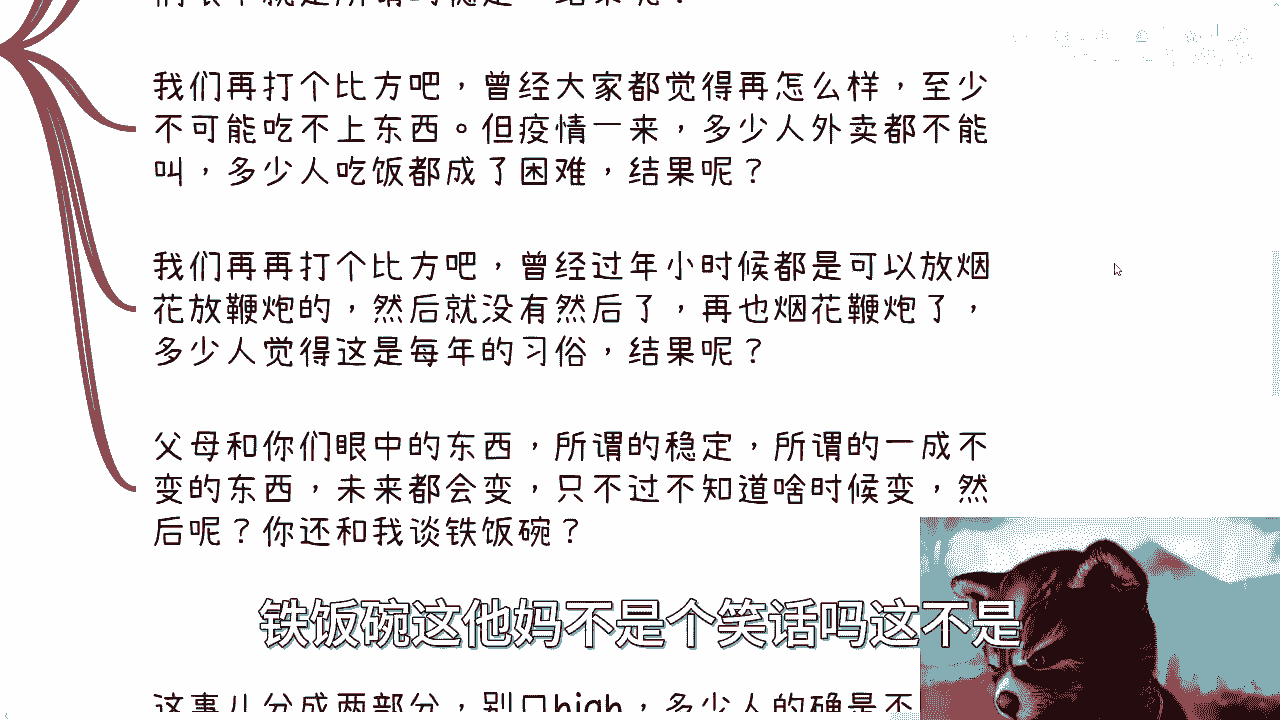 我们再打个比方吧，曾经大家都觉得再怎么样，至少
不可能吃不上东西。但疫情一来，多少人外卖都不能
叫，多少人吃饭都成了困难，结果呢？
我们再再打个比方吧，曾经过年小时候都是可以放烟
花放鞭炮的，然后就没有然后了，再也烟花鞭炮了，
多少人觉得这是每年的习俗，结果呢？
父母和你们眼中的东西，所谓的稳定，所谓的一成不
变的东西，未来都会变，只不过不知道啥时候变，然
后呢？你还和我谈铁饭碗？
铁饭碗这他妈不是个笑话吗这不是
这事儿分成两部分，别口high，多少人的确是不